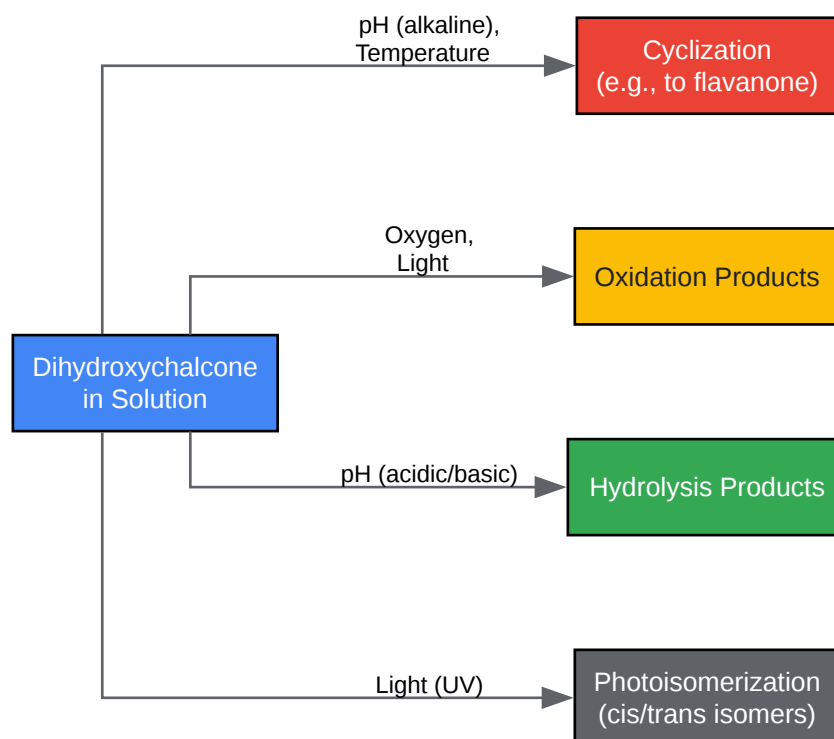 pH (alkaline),
Temperature
Cyclization
(e.g., to flavanone)
Oxygen,
Light
Oxidation Products
Dihydroxychalcone
in Solution
pH (acidic/basic)
Hydrolysis Products
Light (UV)
Photoisomerization
(cis/trans isomers)